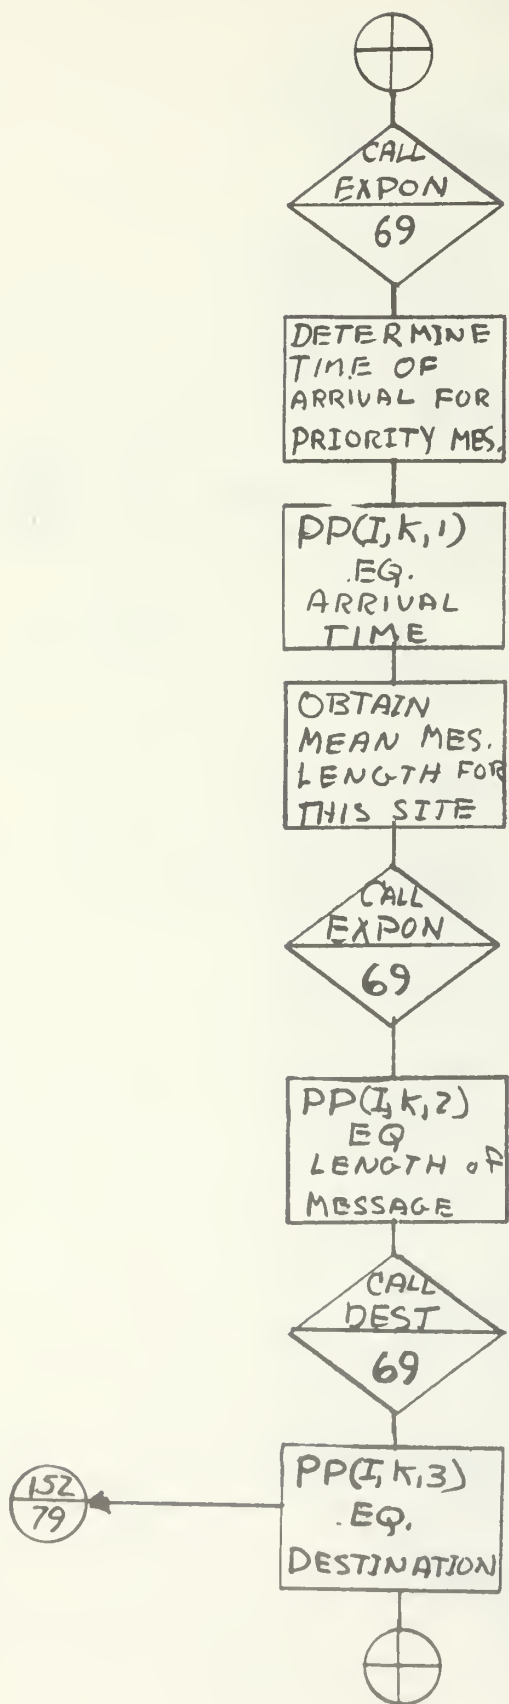 CALL
EXPON
69
DETERMINE
TIME OF
ARRIVAL FOR
PRIORITY MES.
PP(I,K,1)
.EQ.
ARRIVAL
TIME
OBTAIN
MEAN MES.
LENGTH FOR
THIS SITE
CALL
EXPON
69
PP(I,K,2)
EQ
LENGTH OF
MESSAGE
CALL
DEST
69
PP(I,K,3)
.EQ.
DESTINATION
152
79